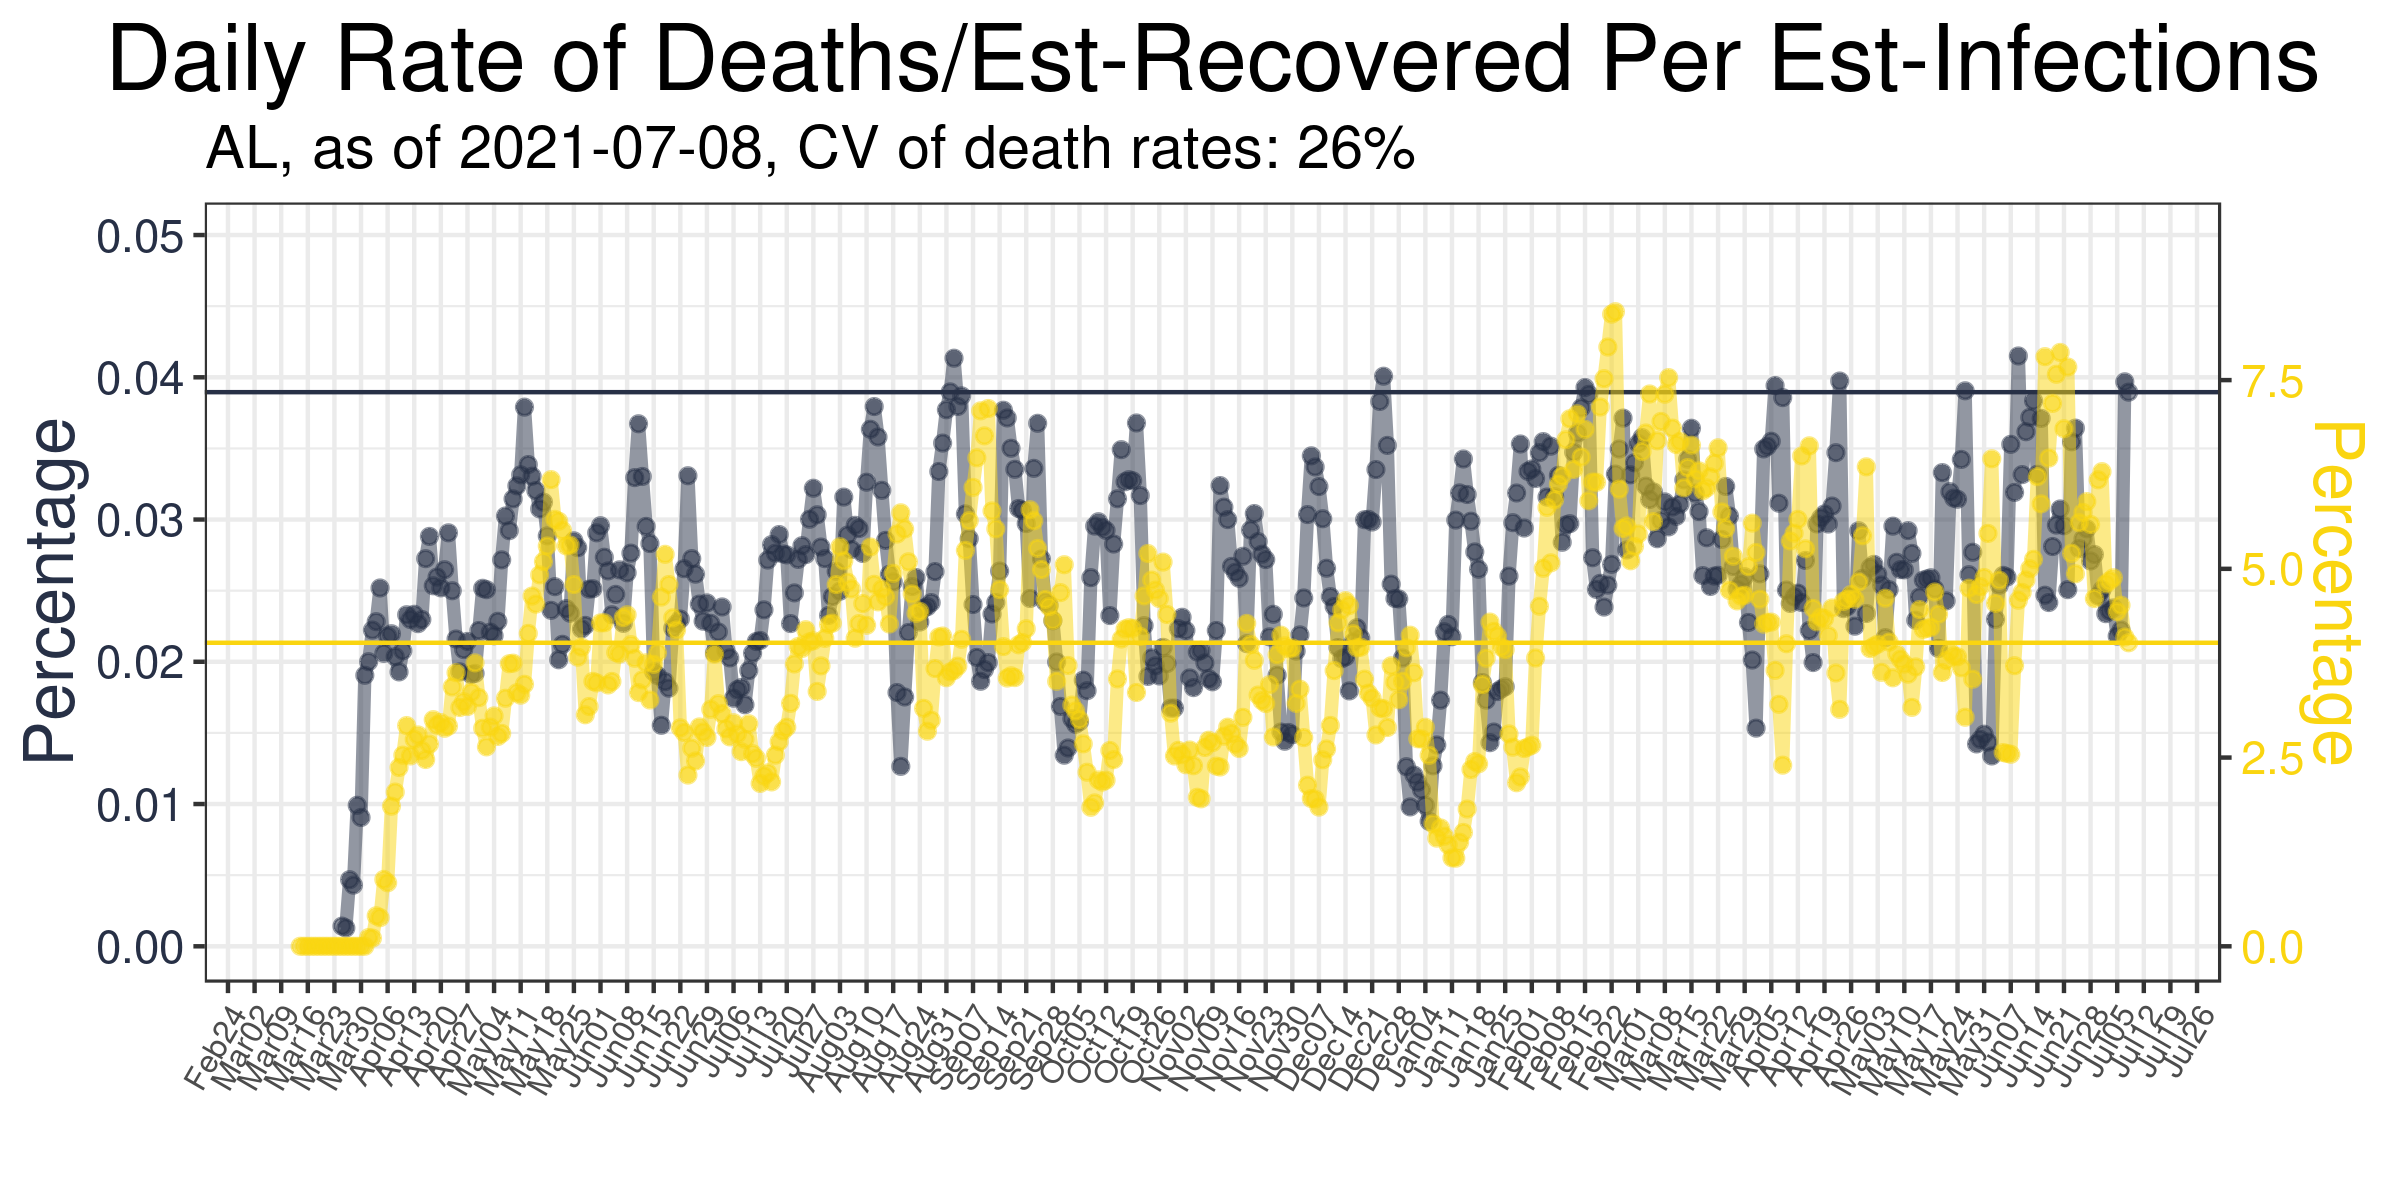 Daily Rate of Deaths/Est-Recovered Per Est-Infections
AL, as of 2021-07-08, CV of death rates: 26%
Percentage
0.05
0.04
0.03
0.02
0.01
0.00
7.5
5.0
2.5
0.0
Percentage
Feb24
Mar02
Mar09
Mar16
Mar23
Mar30
Apr06
Apr13
Apr20
Apr27
May04
May11
May18
May25
Jun01
Jun08
Jun15
Jun22
Jun29
Jul06
Jul13
Jul20
Jul27
Aug03
Aug10
Aug17
Aug24
Aug31
Sep07
Sep14
Sep21
Sep28
Oct05
Oct12
Oct19
Oct26
Nov02
Nov09
Nov16
Nov23
Nov30
Dec07
Dec14
Dec21
Dec28
Jan04
Jan11
Jan18
Jan25
Feb01
Feb08
Feb15
Feb22
Mar01
Mar08
Mar15
Mar22
Mar29
Apr05
Apr12
Apr19
Apr26
May03
May10
May17
May24
May31
Jun07
Jun14
Jun21
Jun28
Jul05
Jul12
Jul19
Jul26